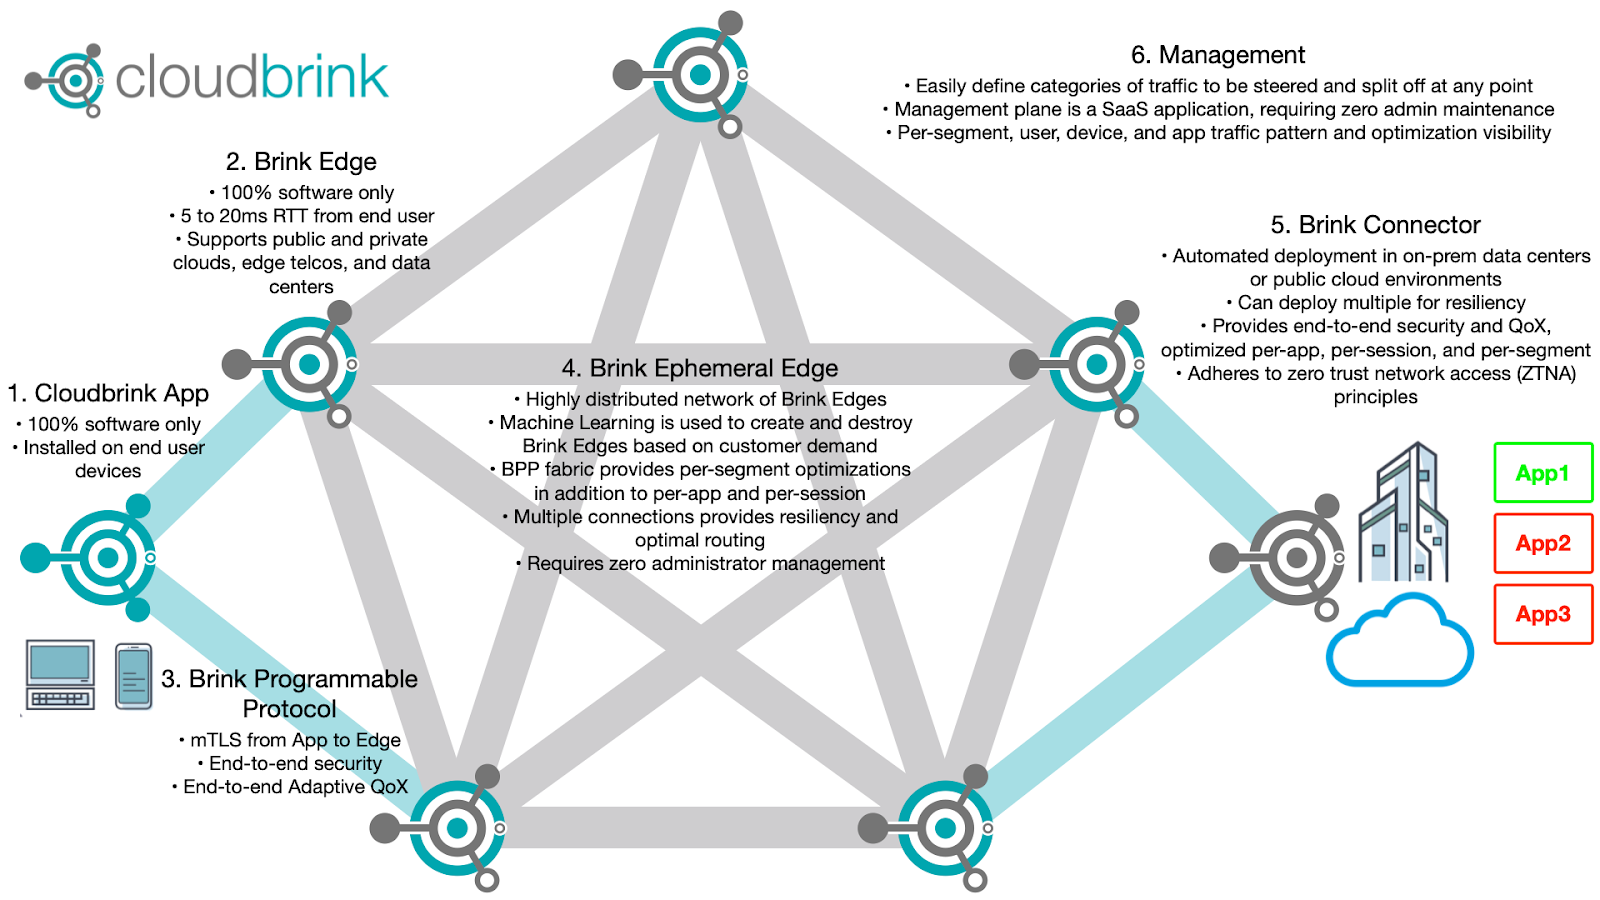 cloudbrink
6. Management
• Easily define categories of traffic to be steered and split off at any point
• Management plane is a SaaS application, requiring zero admin maintenance
• Per-segment, user, device, and app traffic pattern and optimization visibility
2. Brink Edge
• 100% software only
• 5 to 20ms RTT from end user
• Supports public and private
clouds, edge telcos, and data
centers
5. Brink Connector
• Automated deployment in on-prem data centers
or public cloud environments
• Can deploy multiple for resiliency
• Provides end-to-end security and QoX,
optimized per-app, per-session, and per-segment
• Adheres to zero trust network access (ZTNA)
principles
1. Cloudbrink App
• 100% software only
• Installed on end user
devices
4. Brink Ephemeral Edge
• Highly distributed network of Brink Edges
• Machine Learning is used to create and destroy
Brink Edges based on customer demand
• BPP fabric provides per-segment optimizations
in addition to per-app and per-session
• Multiple connections provides resiliency and
optimal routing
• Requires zero administrator management
App1
App2
App3
3. Brink Programmable
Protocol
• mTLS from App to Edge
• End-to-end security
• End-to-end Adaptive QoX